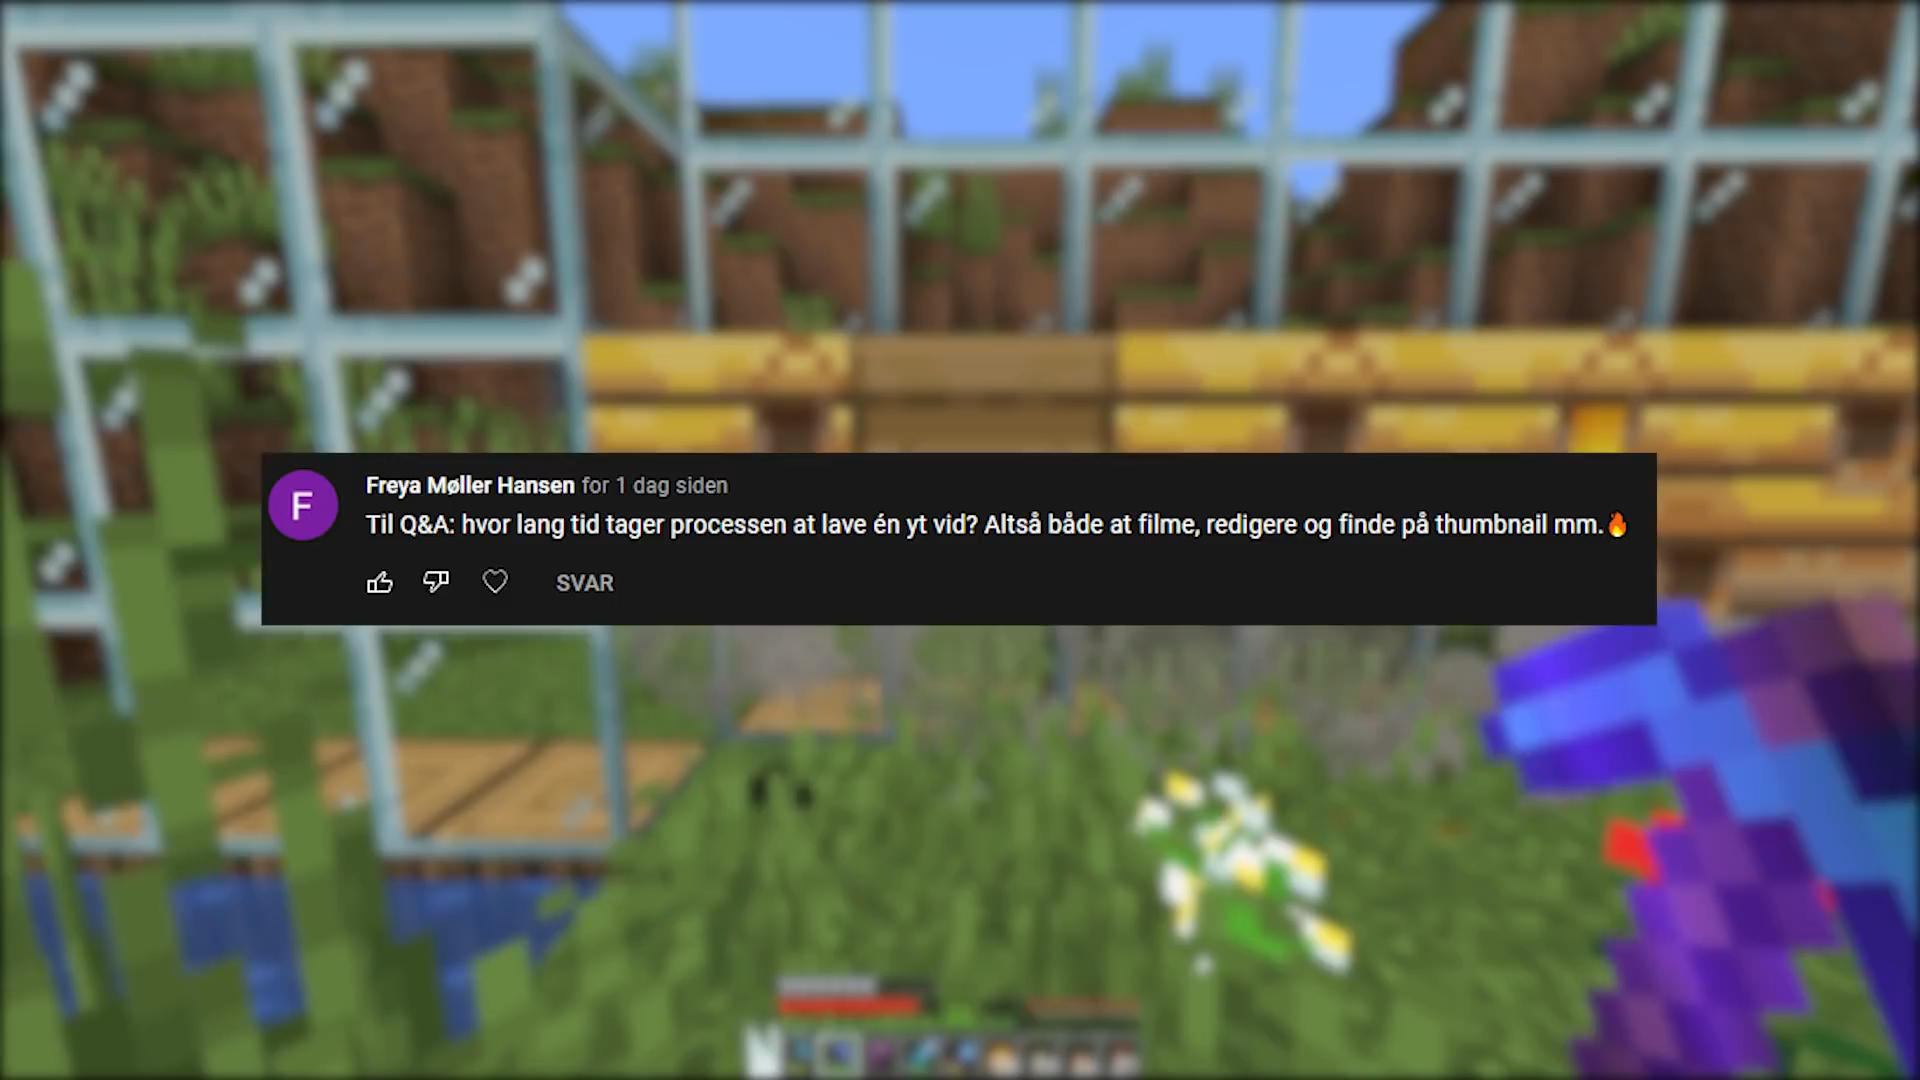 F
Freya Møller Hansen for 1 dag siden
Til Q&A: hvor lang tid tager processen at lave én yt vid? Altså både at filme, redigere og finde på thumbnail mm.🔥
SVAR